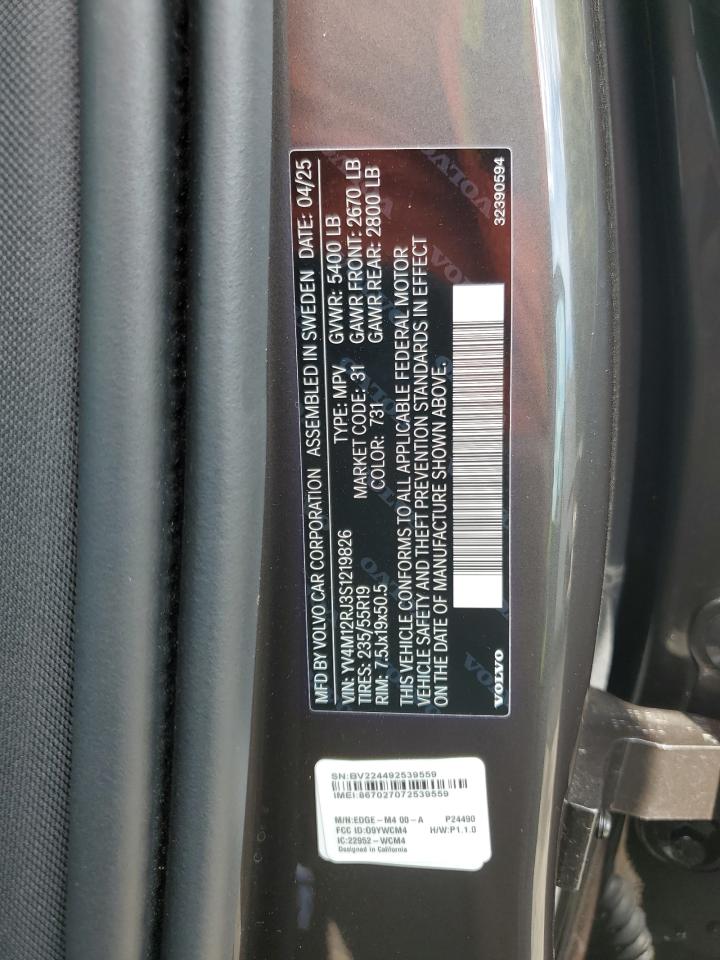 MFD BY VOLVO CAR CORPORATION ASSEMBLED IN SWEDEN DATE: 04/25
VIN: YV4M12RJ3S1219826 TYPE: MPV GVWR: 5400 LB
TIRES: 235/55R19 MARKET CODE: 31 GAWR FRONT: 2670 LB
RIM: 7.5Jx19x50.5 COLOR: 731 GAWR REAR: 2800 LB
THIS VEHICLE CONFORMS TO ALL APPLICABLE FEDERAL MOTOR
VEHICLE SAFETY AND THEFT PREVENTION STANDARDS IN EFFECT
ON THE DATE OF MANUFACTURE SHOWN ABOVE.
VOLVO 32390594
SN:BV224492539559
IMEI:867027072539559
M/N:EDGE-M4 00-A P24490
FCC ID:O9YWCM4 H/W:P1.1.0
IC:22952-WCM4
Designed in California